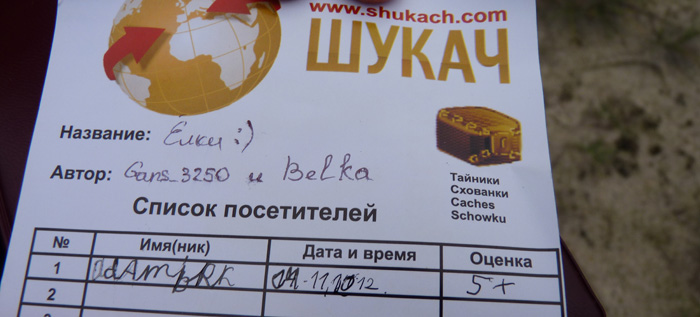 www.shukach.com
ШУКАЧ
Название: Ёлки :)
Автор: Gans_3250 и Belka
Тайники
Схованки
Caches
Schowku
Список посетителей
№ Имя(ник) Дата и время Оценка
1 5+
2